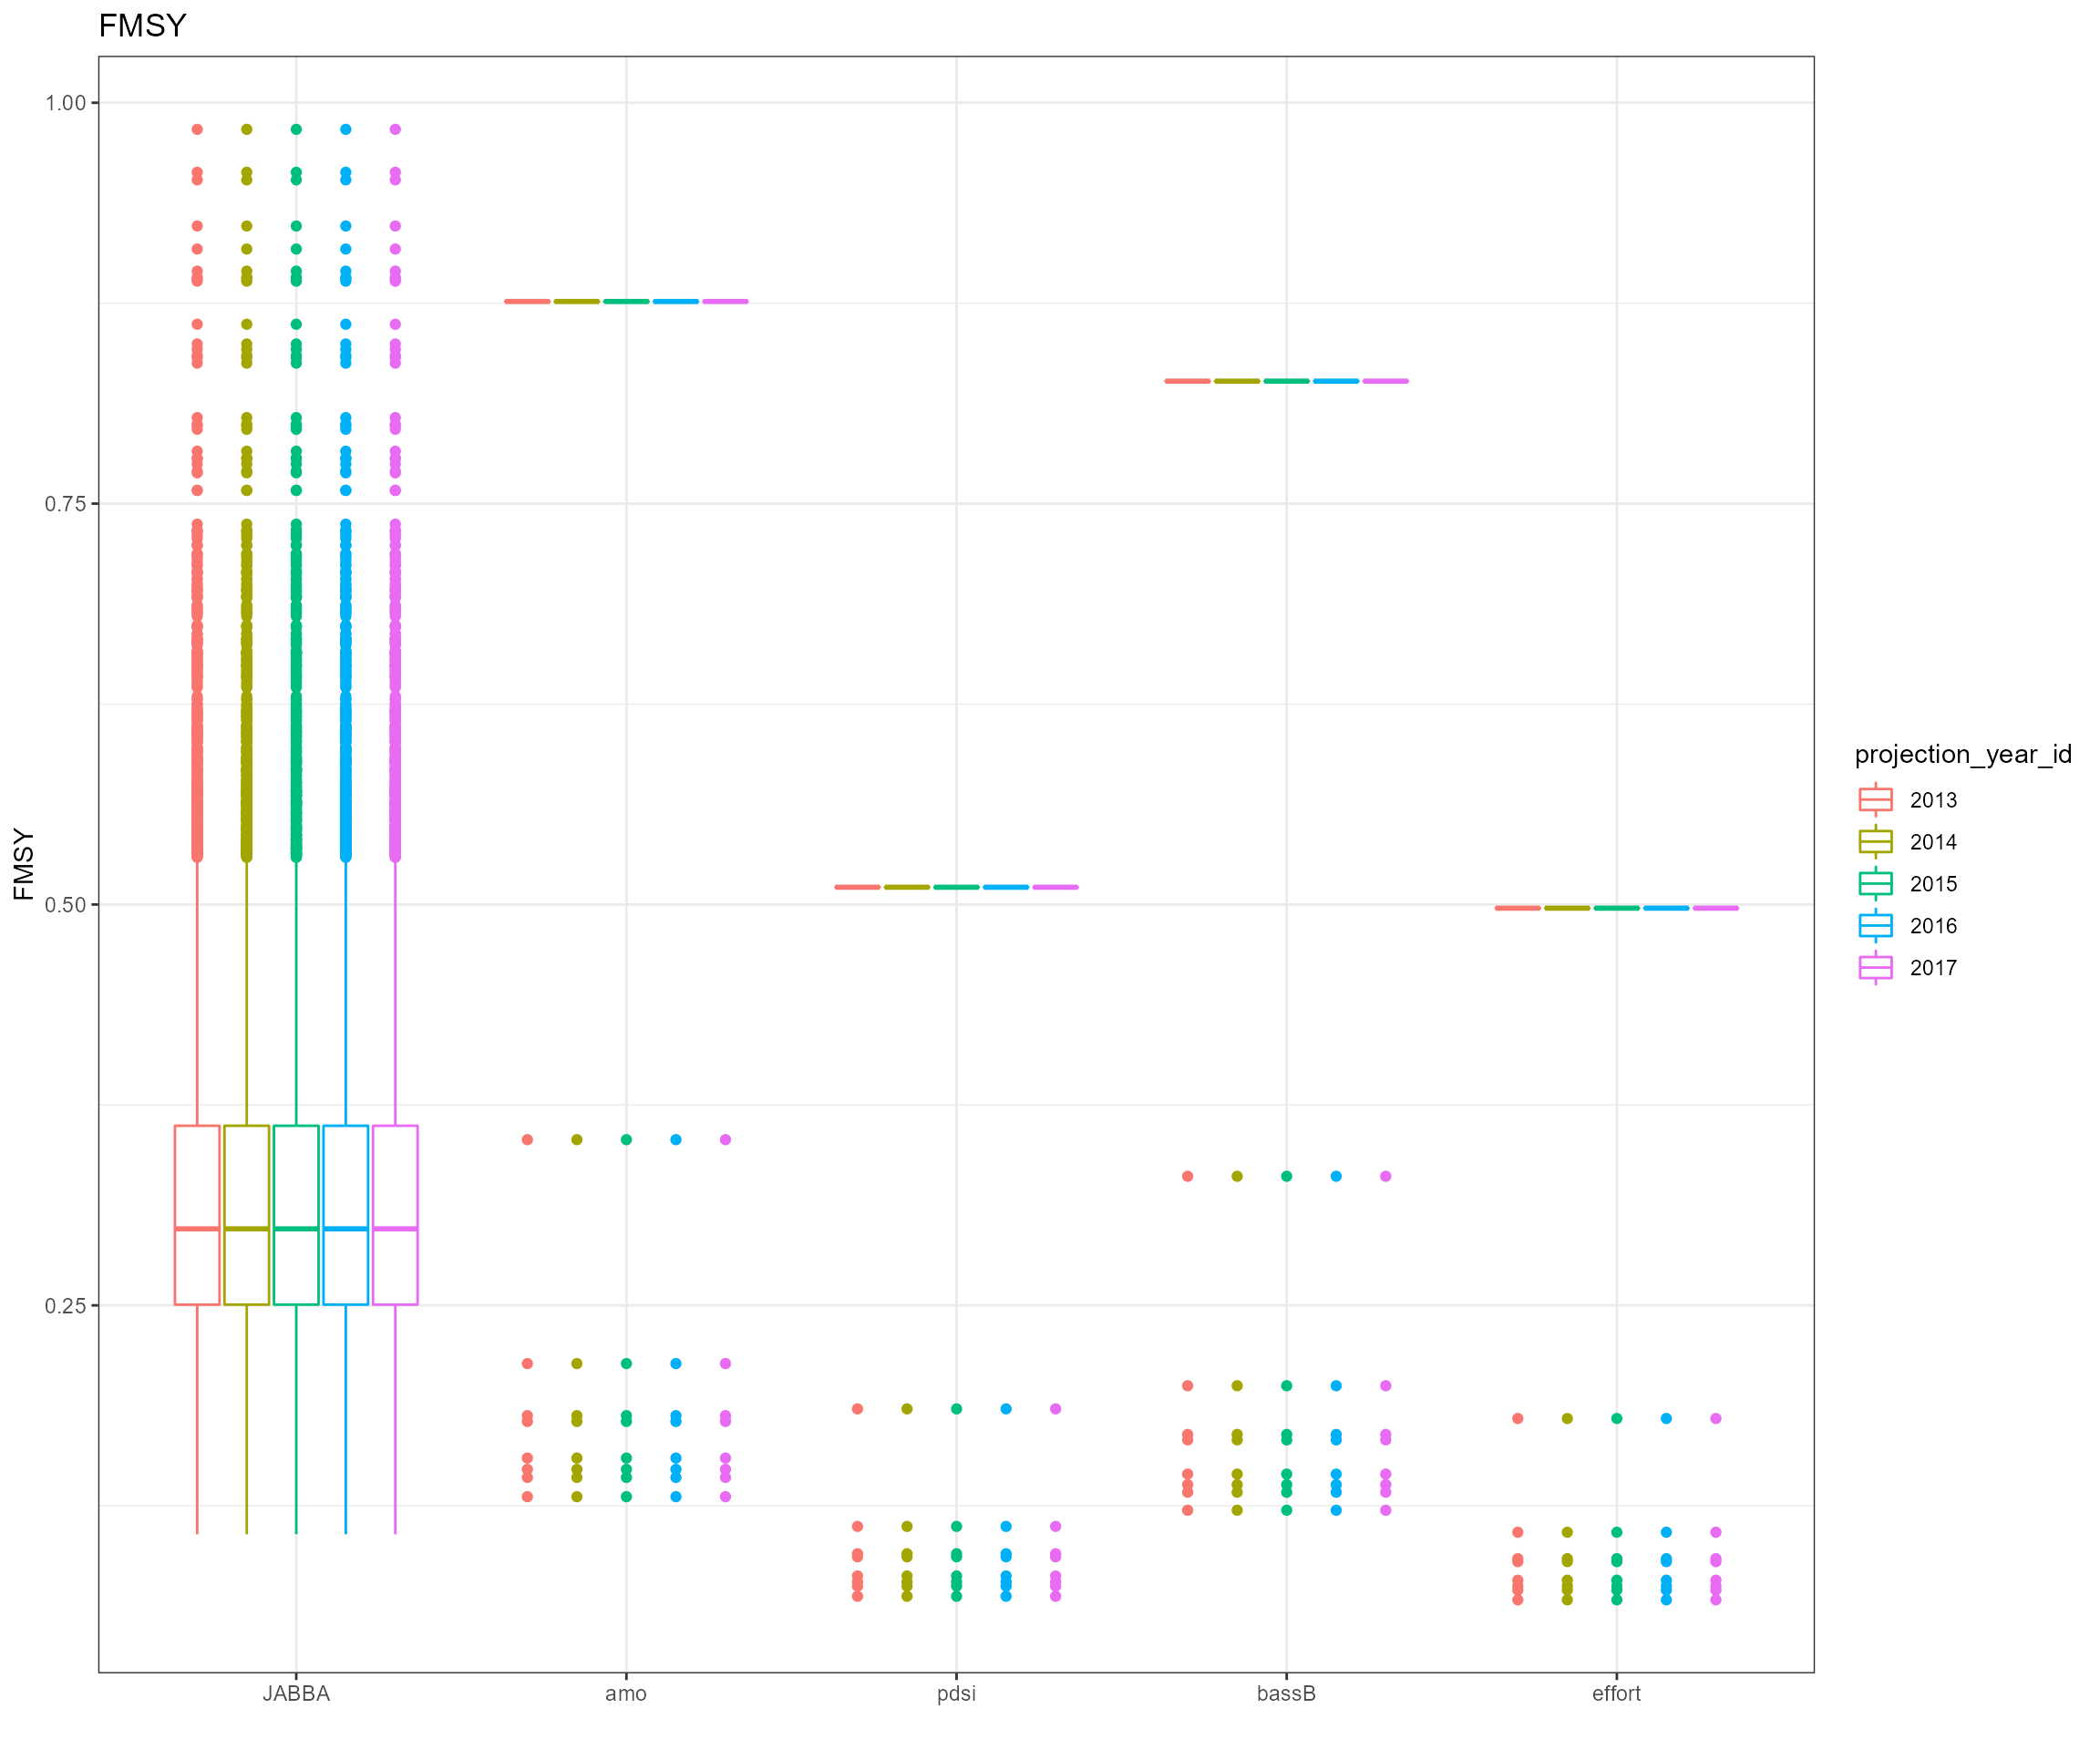 FMSY
1.00
0.75
0.50
0.25
FMSY
JABBA
amo
pdsi
bassB
effort
projection_year_id
2013
2014
2015
2016
2017